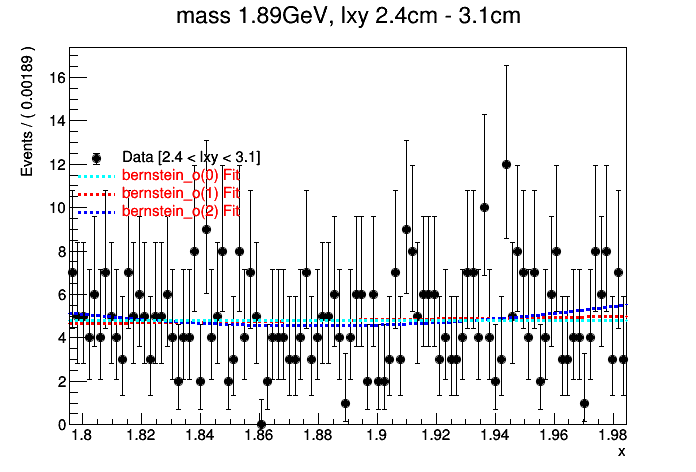 mass 1.89GeV, lxy 2.4cm - 3.1cm
Events / ( 0.00189 )
16
14
12
10
8
6
4
2
0
Data [2.4 < lxy < 3.1]
bernstein_o(0) Fit
bernstein_o(1) Fit
bernstein_o(2) Fit
1.8 1.82 1.84 1.86 1.88 1.9 1.92 1.94 1.96 1.98
x